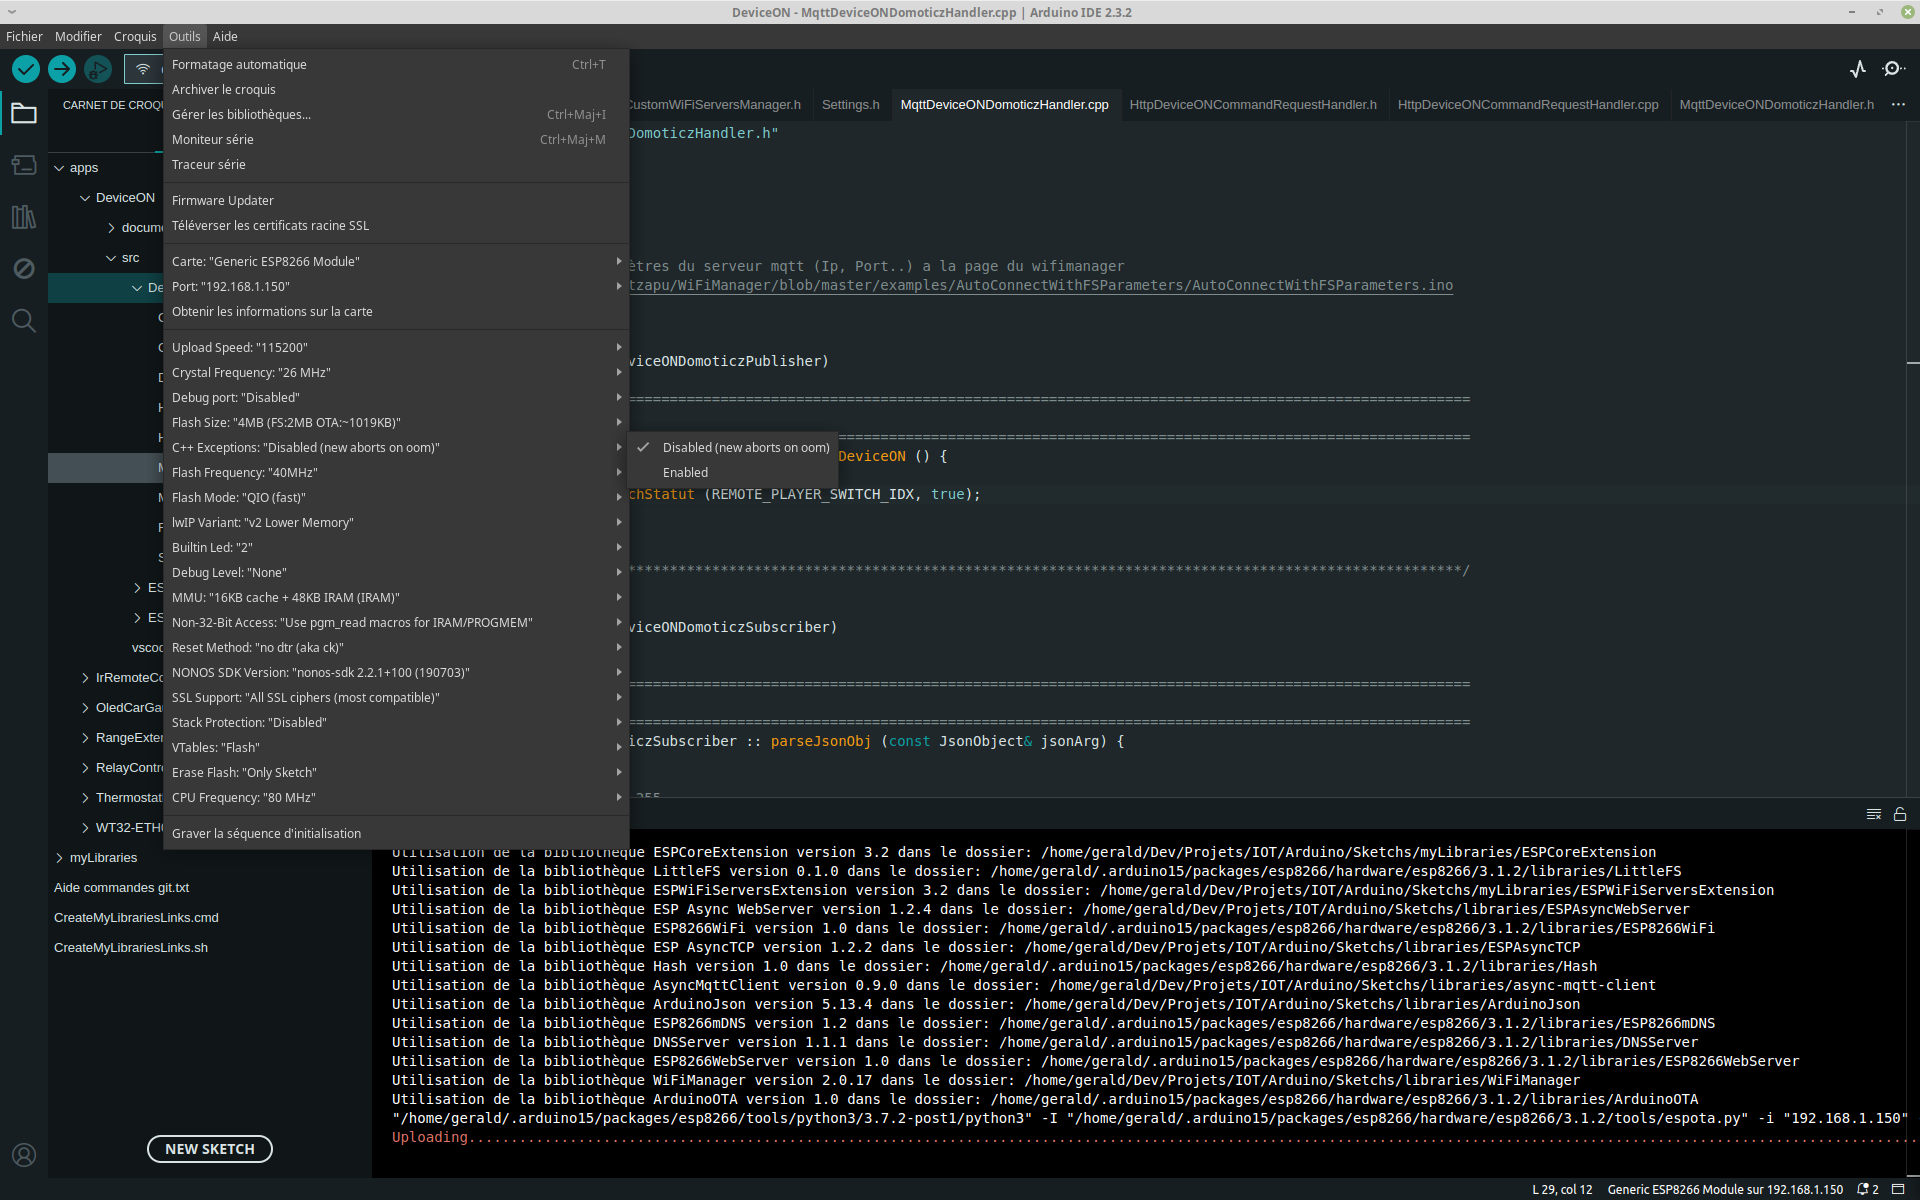 DeviceON - MqttDeviceONDomoticzHandler.cpp | Arduino IDE 2.3.2
Fichier Modifier Croquis Outils Aide
CARNET DE CROQU
apps
DeviceON
docume
src
De
ES
ES
vscod
IrRemoteCo
OledCarGa
RangeExter
RelayContr
Thermostat
WT32-ETH
myLibraries
Aide commandes git.txt
CreateMyLibrariesLinks.cmd
CreateMyLibrariesLinks.sh
NEW SKETCH
Formatage automatique Ctrl+T
Archiver le croquis
Gérer les bibliothèques... Ctrl+Maj+I
Moniteur série Ctrl+Maj+M
Traceur série
Firmware Updater
Téléverser les certificats racine SSL
Carte: "Generic ESP8266 Module"
Port: "192.168.1.150"
Obtenir les informations sur la carte
Upload Speed: "115200"
Crystal Frequency: "26 MHz"
Debug port: "Disabled"
Flash Size: "4MB (FS:2MB OTA:~1019KB)"
C++ Exceptions: "Disabled (new aborts on oom)"
Flash Frequency: "40MHz"
Flash Mode: "QIO (fast)"
lwIP Variant: "v2 Lower Memory"
Builtin Led: "2"
Debug Level: "None"
MMU: "16KB cache + 48KB IRAM (IRAM)"
Non-32-Bit Access: "Use pgm_read macros for IRAM/PROGMEM"
Reset Method: "no dtr (aka ck)"
NONOS SDK Version: "nonos-sdk 2.2.1+100 (190703)"
SSL Support: "All SSL ciphers (most compatible)"
Stack Protection: "Disabled"
VTables: "Flash"
Erase Flash: "Only Sketch"
CPU Frequency: "80 MHz"
Graver la séquence d'initialisation
Disabled (new aborts on oom)
Enabled
CustomWiFiServersManager.h Settings.h MqttDeviceONDomoticzHandler.cpp HttpDeviceONCommandRequestHandler.h HttpDeviceONCommandRequestHandler.cpp MqttDeviceONDomoticzHandler.h
DomoticzHandler.h"
ètres du serveur mqtt (Ip, Port..) a la page du wifimanager
tzapu/WiFiManager/blob/master/examples/AutoConnectWithFSParameters/AutoConnectWithFSParameters.ino
viceONDomoticzPublisher)
DeviceON () {
chStatut (REMOTE_PLAYER_SWITCH_IDX, true);
viceONDomoticzSubscriber)
iczSubscriber :: parseJsonObj (const JsonObject& jsonArg) {
255
Utilisation de la bibliothèque ESPCoreExtension version 3.2 dans le dossier: /home/gerald/Dev/Projets/IOT/Arduino/Sketchs/myLibraries/ESPCoreExtension
Utilisation de la bibliothèque LittleFS version 0.1.0 dans le dossier: /home/gerald/.arduino15/packages/esp8266/hardware/esp8266/3.1.2/libraries/LittleFS
Utilisation de la bibliothèque ESPWiFiServersExtension version 3.2 dans le dossier: /home/gerald/Dev/Projets/IOT/Arduino/Sketchs/myLibraries/ESPWiFiServersExtension
Utilisation de la bibliothèque ESP Async WebServer version 1.2.4 dans le dossier: /home/gerald/Dev/Projets/IOT/Arduino/Sketchs/libraries/ESPAsyncWebServer
Utilisation de la bibliothèque ESP8266WiFi version 1.0 dans le dossier: /home/gerald/.arduino15/packages/esp8266/hardware/esp8266/3.1.2/libraries/ESP8266WiFi
Utilisation de la bibliothèque ESP AsyncTCP version 1.2.2 dans le dossier: /home/gerald/Dev/Projets/IOT/Arduino/Sketchs/libraries/ESPAsyncTCP
Utilisation de la bibliothèque Hash version 1.0 dans le dossier: /home/gerald/.arduino15/packages/esp8266/hardware/esp8266/3.1.2/libraries/Hash
Utilisation de la bibliothèque AsyncMqttClient version 0.9.0 dans le dossier: /home/gerald/Dev/Projets/IOT/Arduino/Sketchs/libraries/async-mqtt-client
Utilisation de la bibliothèque ArduinoJson version 5.13.4 dans le dossier: /home/gerald/Dev/Projets/IOT/Arduino/Sketchs/libraries/ArduinoJson
Utilisation de la bibliothèque ESP8266mDNS version 1.2 dans le dossier: /home/gerald/.arduino15/packages/esp8266/hardware/esp8266/3.1.2/libraries/ESP8266mDNS
Utilisation de la bibliothèque DNSServer version 1.1.1 dans le dossier: /home/gerald/.arduino15/packages/esp8266/hardware/esp8266/3.1.2/libraries/DNSServer
Utilisation de la bibliothèque ESP8266WebServer version 1.0 dans le dossier: /home/gerald/.arduino15/packages/esp8266/hardware/esp8266/3.1.2/libraries/ESP8266WebServer
Utilisation de la bibliothèque WiFiManager version 2.0.17 dans le dossier: /home/gerald/Dev/Projets/IOT/Arduino/Sketchs/libraries/WiFiManager
Utilisation de la bibliothèque ArduinoOTA version 1.0 dans le dossier: /home/gerald/.arduino15/packages/esp8266/hardware/esp8266/3.1.2/libraries/ArduinoOTA
"/home/gerald/.arduino15/packages/esp8266/tools/python3/3.7.2-post1/python3" -I "/home/gerald/.arduino15/packages/esp8266/hardware/esp8266/3.1.2/tools/espota.py" -i "192.168.1.150"
Uploading...
L 29, col 12 Generic ESP8266 Module sur 192.168.1.150 2